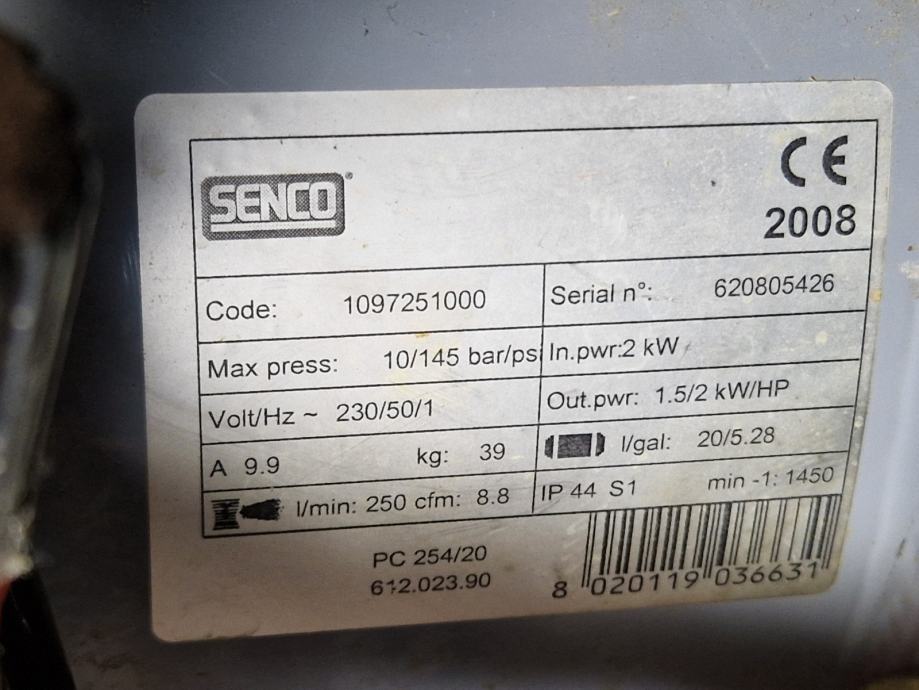 SENCO
CE
2008
Code: 1097251000
Serial n°: 620805426
Max press: 10/145 bar/psi
In.pwr:2 kW
Volt/Hz ~ 230/50/1
Out.pwr: 1.5/2 kW/HP
A 9.9 kg: 39
l/gal: 20/5.28
l/min: 250 cfm: 8.8
IP 44 S1 min -1: 1450
PC 254/20
612.023.90
8 020119 036631